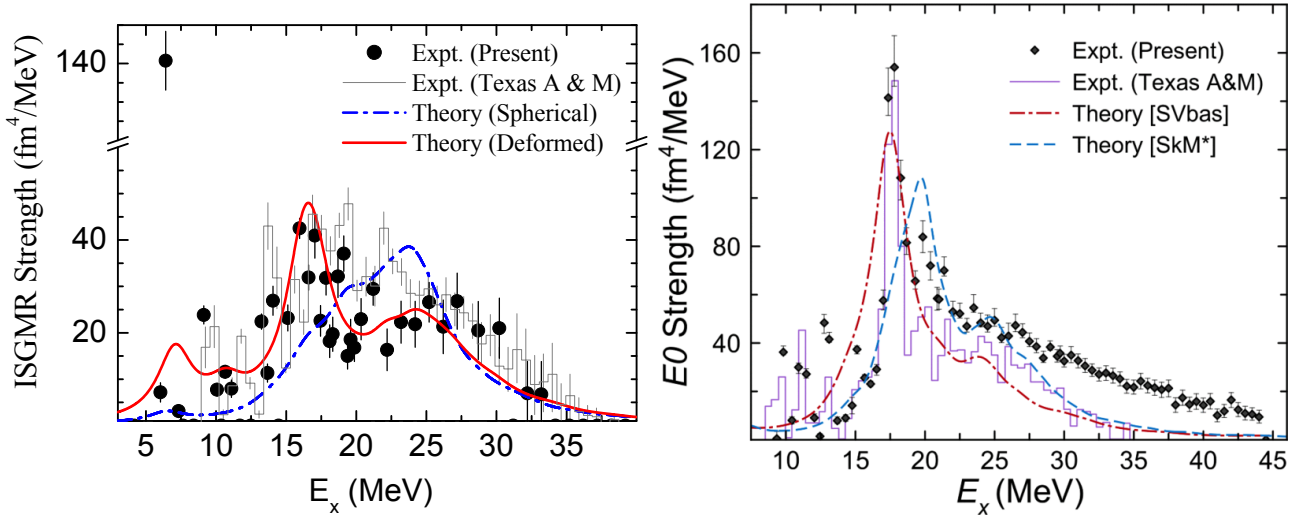 ISGMR Strength (fm⁴/MeV)
140
40
20
5 10 15 20 25 30 35
Eₓ (MeV)
Expt. (Present)
Expt. (Texas A & M)
Theory (Spherical)
Theory (Deformed)
E0 Strength (fm⁴/MeV)
160
120
80
40
10 15 20 25 30 35 40 45
Eₓ (MeV)
Expt. (Present)
Expt. (Texas A&M)
Theory [SVbas]
Theory [SkM*]